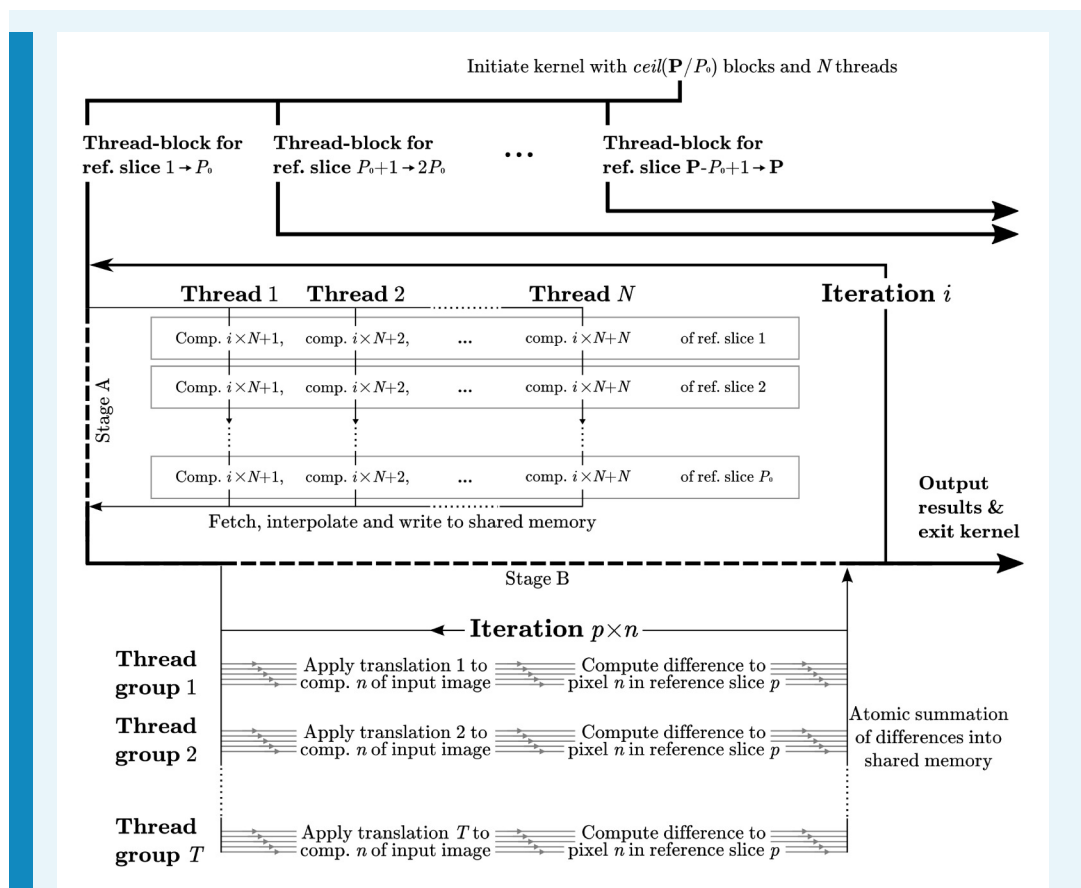 Initiate kernel with ceil(P/P₀) blocks and N threads
Thread-block for
ref. slice 1→P₀
Thread-block for
ref. slice P₀+1→2P₀
...
Thread-block for
ref. slice P-P₀+1→P
Thread 1
Thread 2
Thread N
Iteration i
Comp. i×N+1, comp. i×N+2, ... comp. i×N+N of ref. slice 1
Comp. i×N+1, comp. i×N+2, ... comp. i×N+N of ref. slice 2
Stage A
Comp. i×N+1, comp. i×N+2, ... comp. i×N+N of ref. slice P₀
Fetch, interpolate and write to shared memory
Output
results &
exit kernel
Stage B
Iteration p×n
Thread
group 1
Apply translation 1 to
comp. n of input image
Compute difference to
pixel n in reference slice p
Thread
group 2
Apply translation 2 to
comp. n of input image
Compute difference to
pixel n in reference slice p
Atomic summation
of differences into
shared memory
Thread
group T
Apply translation T to
comp. n of input image
Compute difference to
pixel n in reference slice p